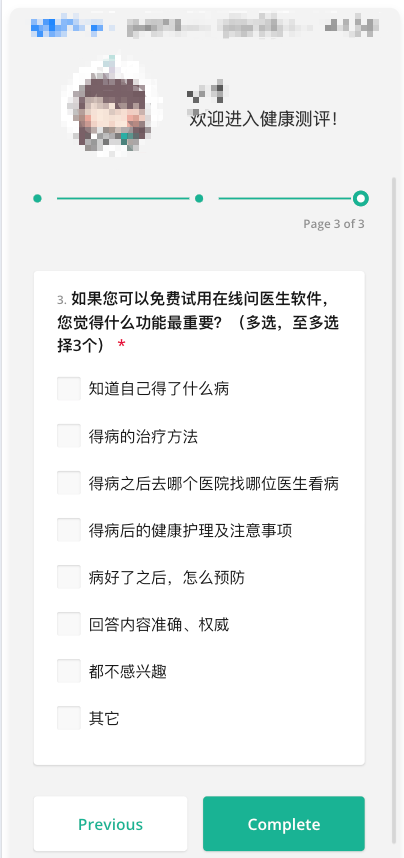 欢迎进入健康测评!
Page 3 of 3
3. 如果您可以免费试用在线问医生软件，
您觉得什么功能最重要？（多选，至多选
择3个） *
知道自己得了什么病
得病的治疗方法
得病之后去哪个医院找哪位医生看病
得病后的健康护理及注意事项
病好了之后，怎么预防
回答内容准确、权威
都不感兴趣
其它
Previous
Complete